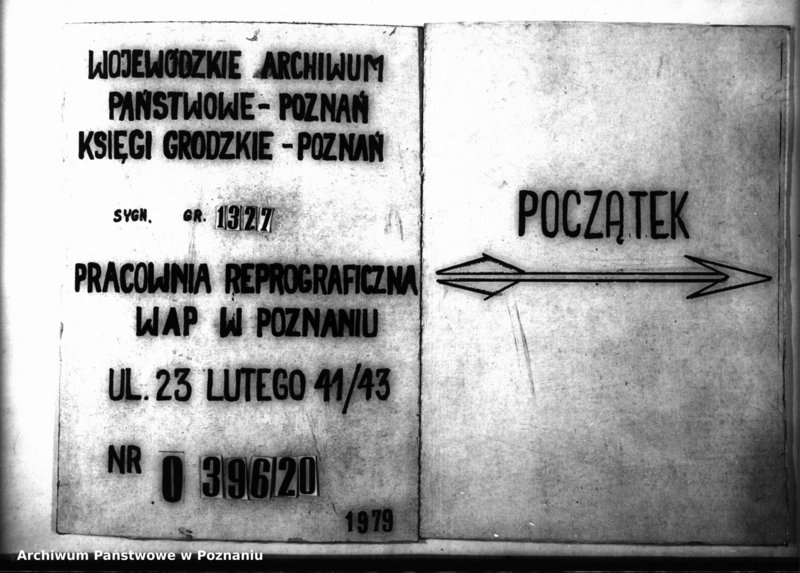 WOJEWÓDZKIE ARCHIWUM
PAŃSTWOWE - POZNAŃ
KSIĘGI GRODZKIE - POZNAŃ
SYGN. GR. 1327
PRACOWNIA REPROGRAFICZNA
WAP W POZNANIU
UL. 23 LUTEGO 41/43
NR 0 39620
1979
POCZĄTEK
Archiwum Państwowe w Poznaniu